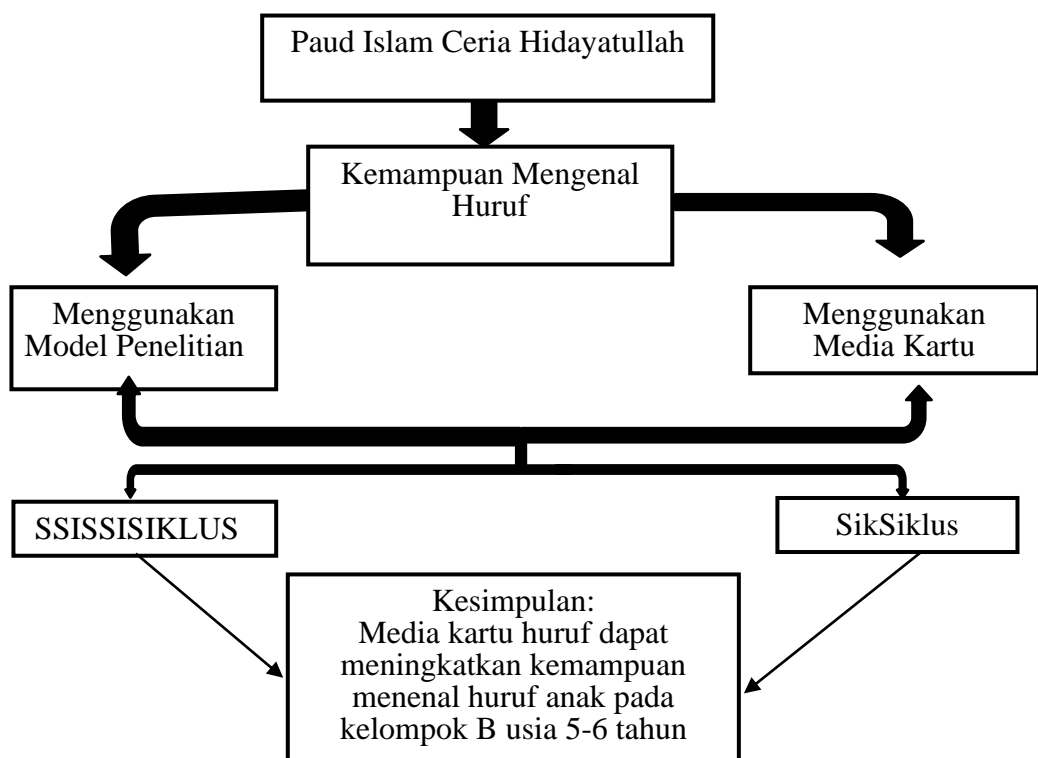 Paud Islam Ceria Hidayatullah
Kemampuan Mengenal
Huruf
Menggunakan
Model Penelitian
Menggunakan
Media Kartu
SSISSISIKLUS
SikSiklus
Kesimpulan:
Media kartu huruf dapat
meningkatkan kemampuan
menenal huruf anak pada
kelompok B usia 5-6 tahun